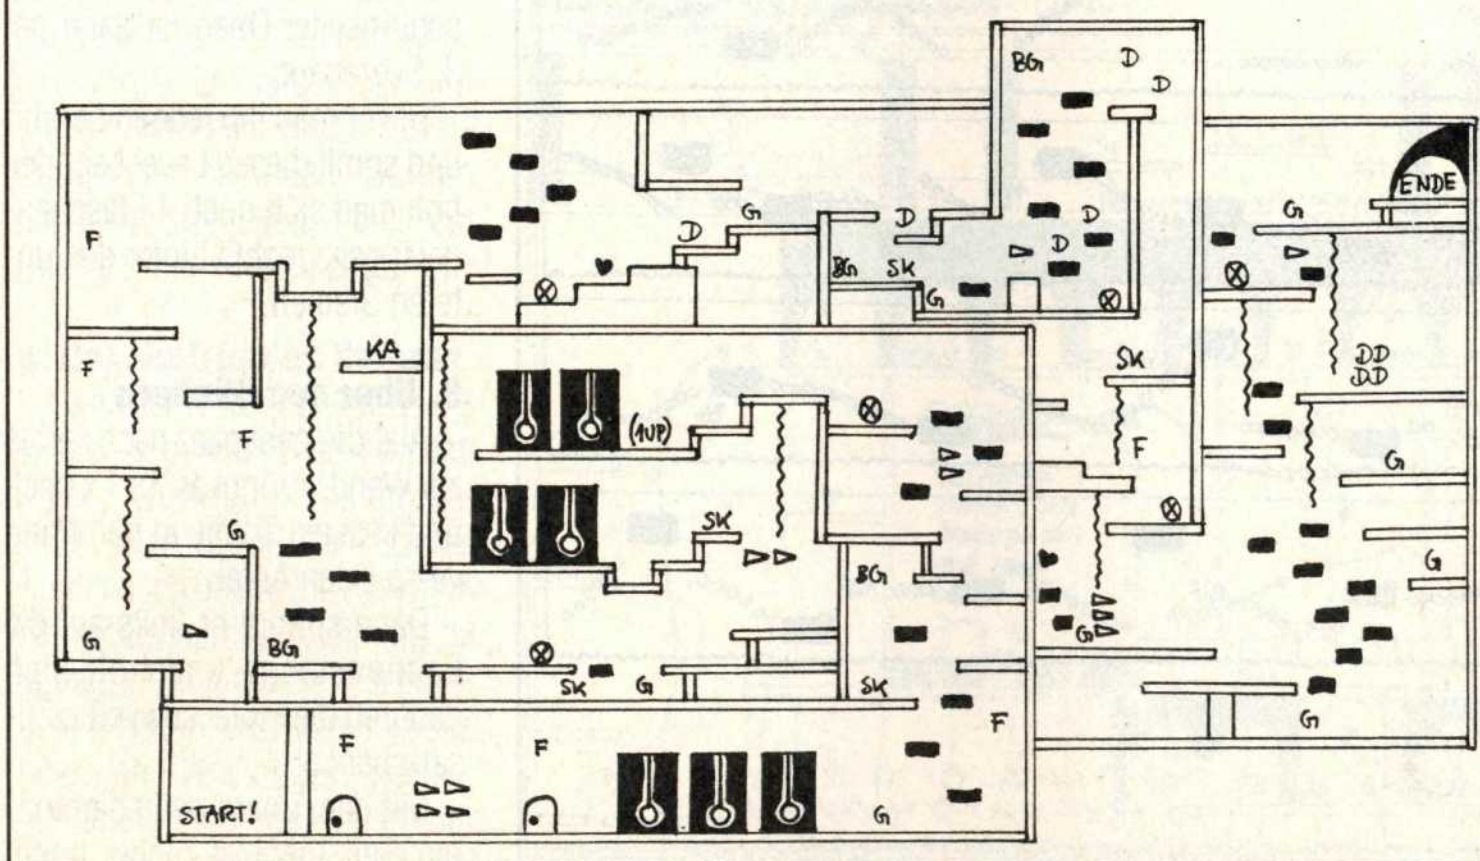 BG D
D
ENDE
G D D G
D
F D
BG SK
G
KA SK DD
DD
F
F (1UP) F G
G SK
BG G
G BG G
SK G SK
F G
F F
START! G